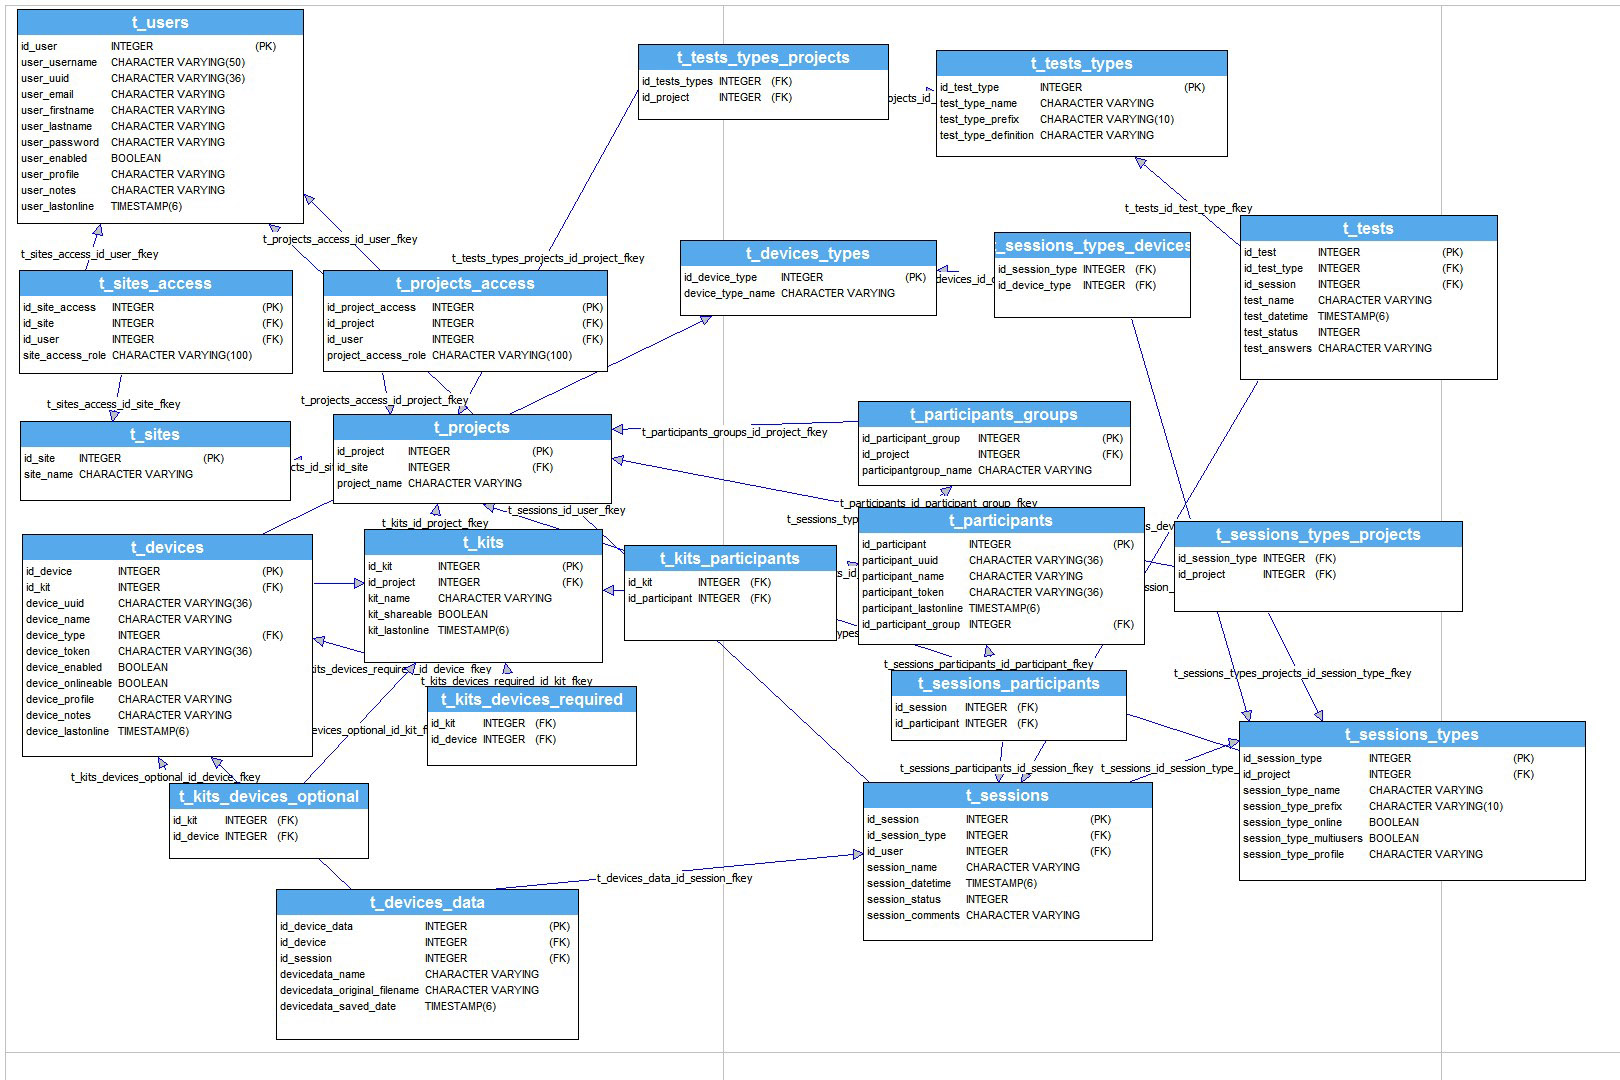 t_users
id_user INTEGER (PK)
user_username CHARACTER VARYING(50)
user_uuid CHARACTER VARYING(36)
user_email CHARACTER VARYING
user_firstname CHARACTER VARYING
user_lastname CHARACTER VARYING
user_password CHARACTER VARYING
user_enabled BOOLEAN
user_profile CHARACTER VARYING
user_notes CHARACTER VARYING
user_lastonline TIMESTAMP(6)
t_tests_types_projects
id_tests_types INTEGER (FK)
id_project INTEGER (FK)
ojects_id_
t_tests_types
id_test_type INTEGER (PK)
test_type_name CHARACTER VARYING
test_type_prefix CHARACTER VARYING(10)
test_type_definition CHARACTER VARYING
t_tests_id_test_type_fkey
t_sites_access_id_user_fkey
t_projects_access_id_user_fkey
t_tests_types_projects_id_project_fkey
t_sites_access
id_site_access INTEGER (PK)
id_site INTEGER (FK)
id_user INTEGER (FK)
site_access_role CHARACTER VARYING(100)
t_projects_access
id_project_access INTEGER (PK)
id_project INTEGER (FK)
id_user INTEGER (FK)
project_access_role CHARACTER VARYING(100)
t_devices_types
id_device_type INTEGER (PK)
device_type_name CHARACTER VARYING
devices_id_
_sessions_types_devices
id_session_type INTEGER (FK)
id_device_type INTEGER (FK)
t_tests
id_test INTEGER (PK)
id_test_type INTEGER (FK)
id_session INTEGER (FK)
test_name CHARACTER VARYING
test_datetime TIMESTAMP(6)
test_status INTEGER
test_answers CHARACTER VARYING
t_sites_access_id_site_fkey
t_projects_access_id_project_fkey
t_sites
id_site INTEGER (PK)
site_name CHARACTER VARYING
cts_id_sit
t_projects
id_project INTEGER (PK)
id_site INTEGER (FK)
project_name CHARACTER VARYING
t_participants_groups_id_project_fkey
t_participants_groups
id_participant_group INTEGER (PK)
id_project INTEGER (FK)
participantgroup_name CHARACTER VARYING
t_participants_id_participant_group_fkey
t_sessions_id_user_fkey
t_kits_id_project_fkey
t_sessions_typ
s_dev
t_devices
id_device INTEGER (PK)
id_kit INTEGER (FK)
device_uuid CHARACTER VARYING(36)
device_name CHARACTER VARYING
device_type INTEGER (FK)
device_token CHARACTER VARYING(36)
device_enabled BOOLEAN
device_onlineable BOOLEAN
device_profile CHARACTER VARYING
device_notes CHARACTER VARYING
device_lastonline TIMESTAMP(6)
t_kits
id_kit INTEGER (PK)
id_project INTEGER (FK)
kit_name CHARACTER VARYING
kit_shareable BOOLEAN
kit_lastonline TIMESTAMP(6)
t_kits_participants
id_kit INTEGER (FK)
id_participant INTEGER (FK)
s_id_
ypes
t_participants
id_participant INTEGER (PK)
participant_uuid CHARACTER VARYING(36)
participant_name CHARACTER VARYING
participant_token CHARACTER VARYING(36)
participant_lastonline TIMESTAMP(6)
participant_group INTEGER (FK)
ssion_
t_sessions_types_projects
id_session_type INTEGER (FK)
id_project INTEGER (FK)
kits_devices_require
_id_device_fkey
t_kits_devices_required_id_kit_fkey
t_sessions_participants_id_participant_fkey
t_sessions_types_projects_id_session_type_fkey
t_kits_devices_required
id_kit INTEGER (FK)
id_device INTEGER (FK)
evices_optional_id_kit_f
t_sessions_participants
id_session INTEGER (FK)
id_participant INTEGER (FK)
t_sessions_types
id_session_type INTEGER (PK)
id_project INTEGER (FK)
session_type_name CHARACTER VARYING
session_type_prefix CHARACTER VARYING(10)
session_type_online BOOLEAN
session_type_multiusers BOOLEAN
session_type_profile CHARACTER VARYING
t_kits_devices_optional_id_device_fkey
t_sessions_participants_id_session_fkey
t_sessions_id_session_type_
t_kits_devices_optional
id_kit INTEGER (FK)
id_device INTEGER (FK)
t_sessions
id_session INTEGER (PK)
id_session_type INTEGER (FK)
id_user INTEGER (FK)
session_name CHARACTER VARYING
session_datetime TIMESTAMP(6)
session_status INTEGER
session_comments CHARACTER VARYING
t_devices_data_id_session_fkey
t_devices_data
id_device_data INTEGER (PK)
id_device INTEGER (FK)
id_session INTEGER (FK)
devicedata_name CHARACTER VARYING
devicedata_original_filename CHARACTER VARYING
devicedata_saved_date TIMESTAMP(6)